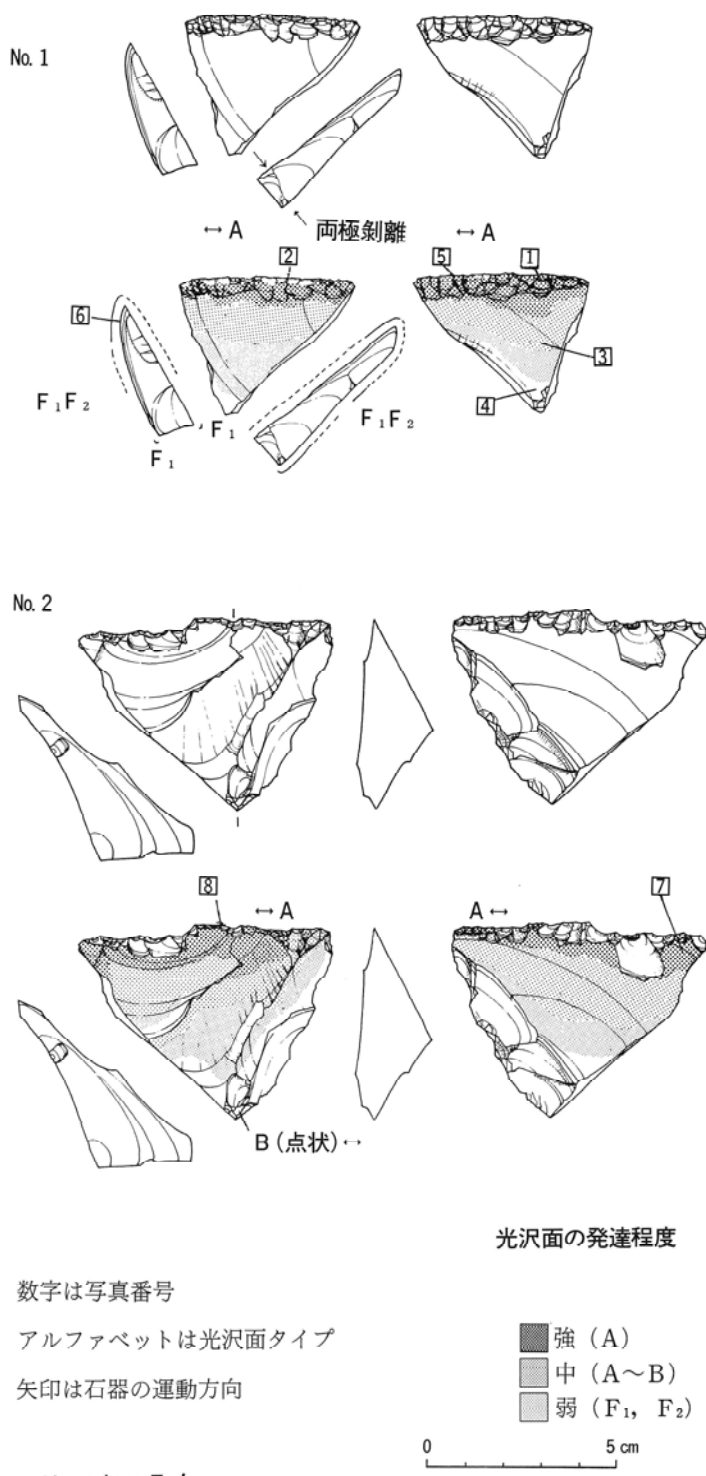 No. 1
両極剝離
↔ A
↔ A
2
5
1
6
3
4
F₁F₂
F₁
F₁
F₁F₂
No. 2
8
↔ A
A ↔
7
B (点状) ↔
光沢面の発達程度
数字は写真番号
アルファベットは光沢面タイプ
矢印は石器の運動方向
強 (A)
中 (A～B)
弱 (F₁, F₂)
0 5 cm